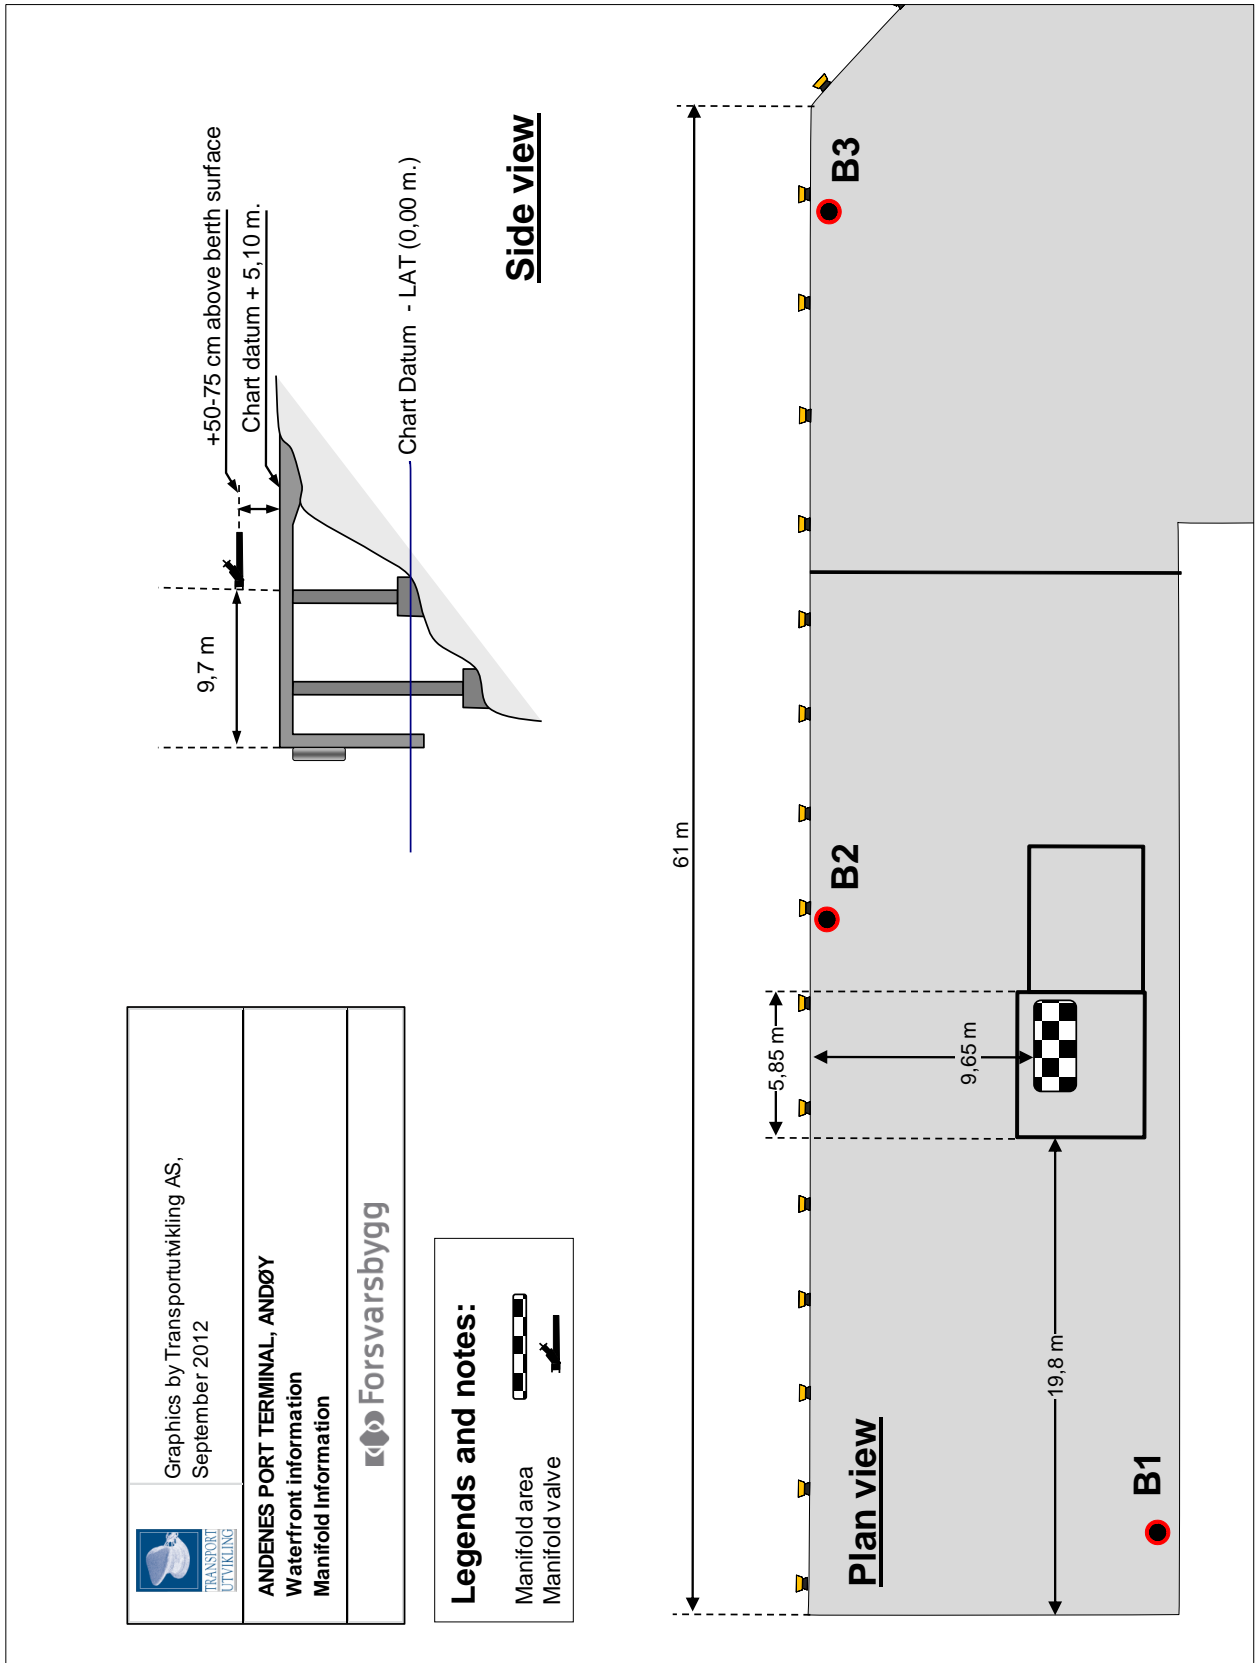 TRANSPORT
UTVIKLING
Graphics by Transportutvikling AS,
September 2012
ANDENES PORT TERMINAL, ANDØY
Waterfront information
Manifold Information
Forsvarsbygg
Legends and notes:
Manifold area
Manifold valve
9,7 m
+50-75 cm above berth surface
Chart datum + 5,10 m.
Chart Datum - LAT (0,00 m.)
Side view
61 m
5,85 m
9,65 m
19,8 m
Plan view
B1
B2
B3